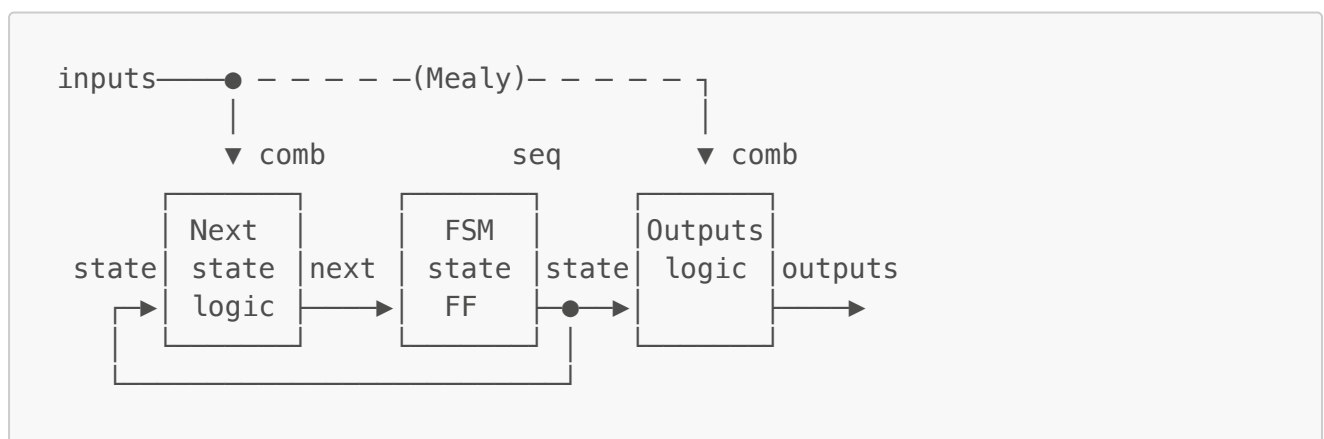 inputs (Mealy)
comb seq comb
Next FSM Outputs
state state next state state logic outputs
logic FF